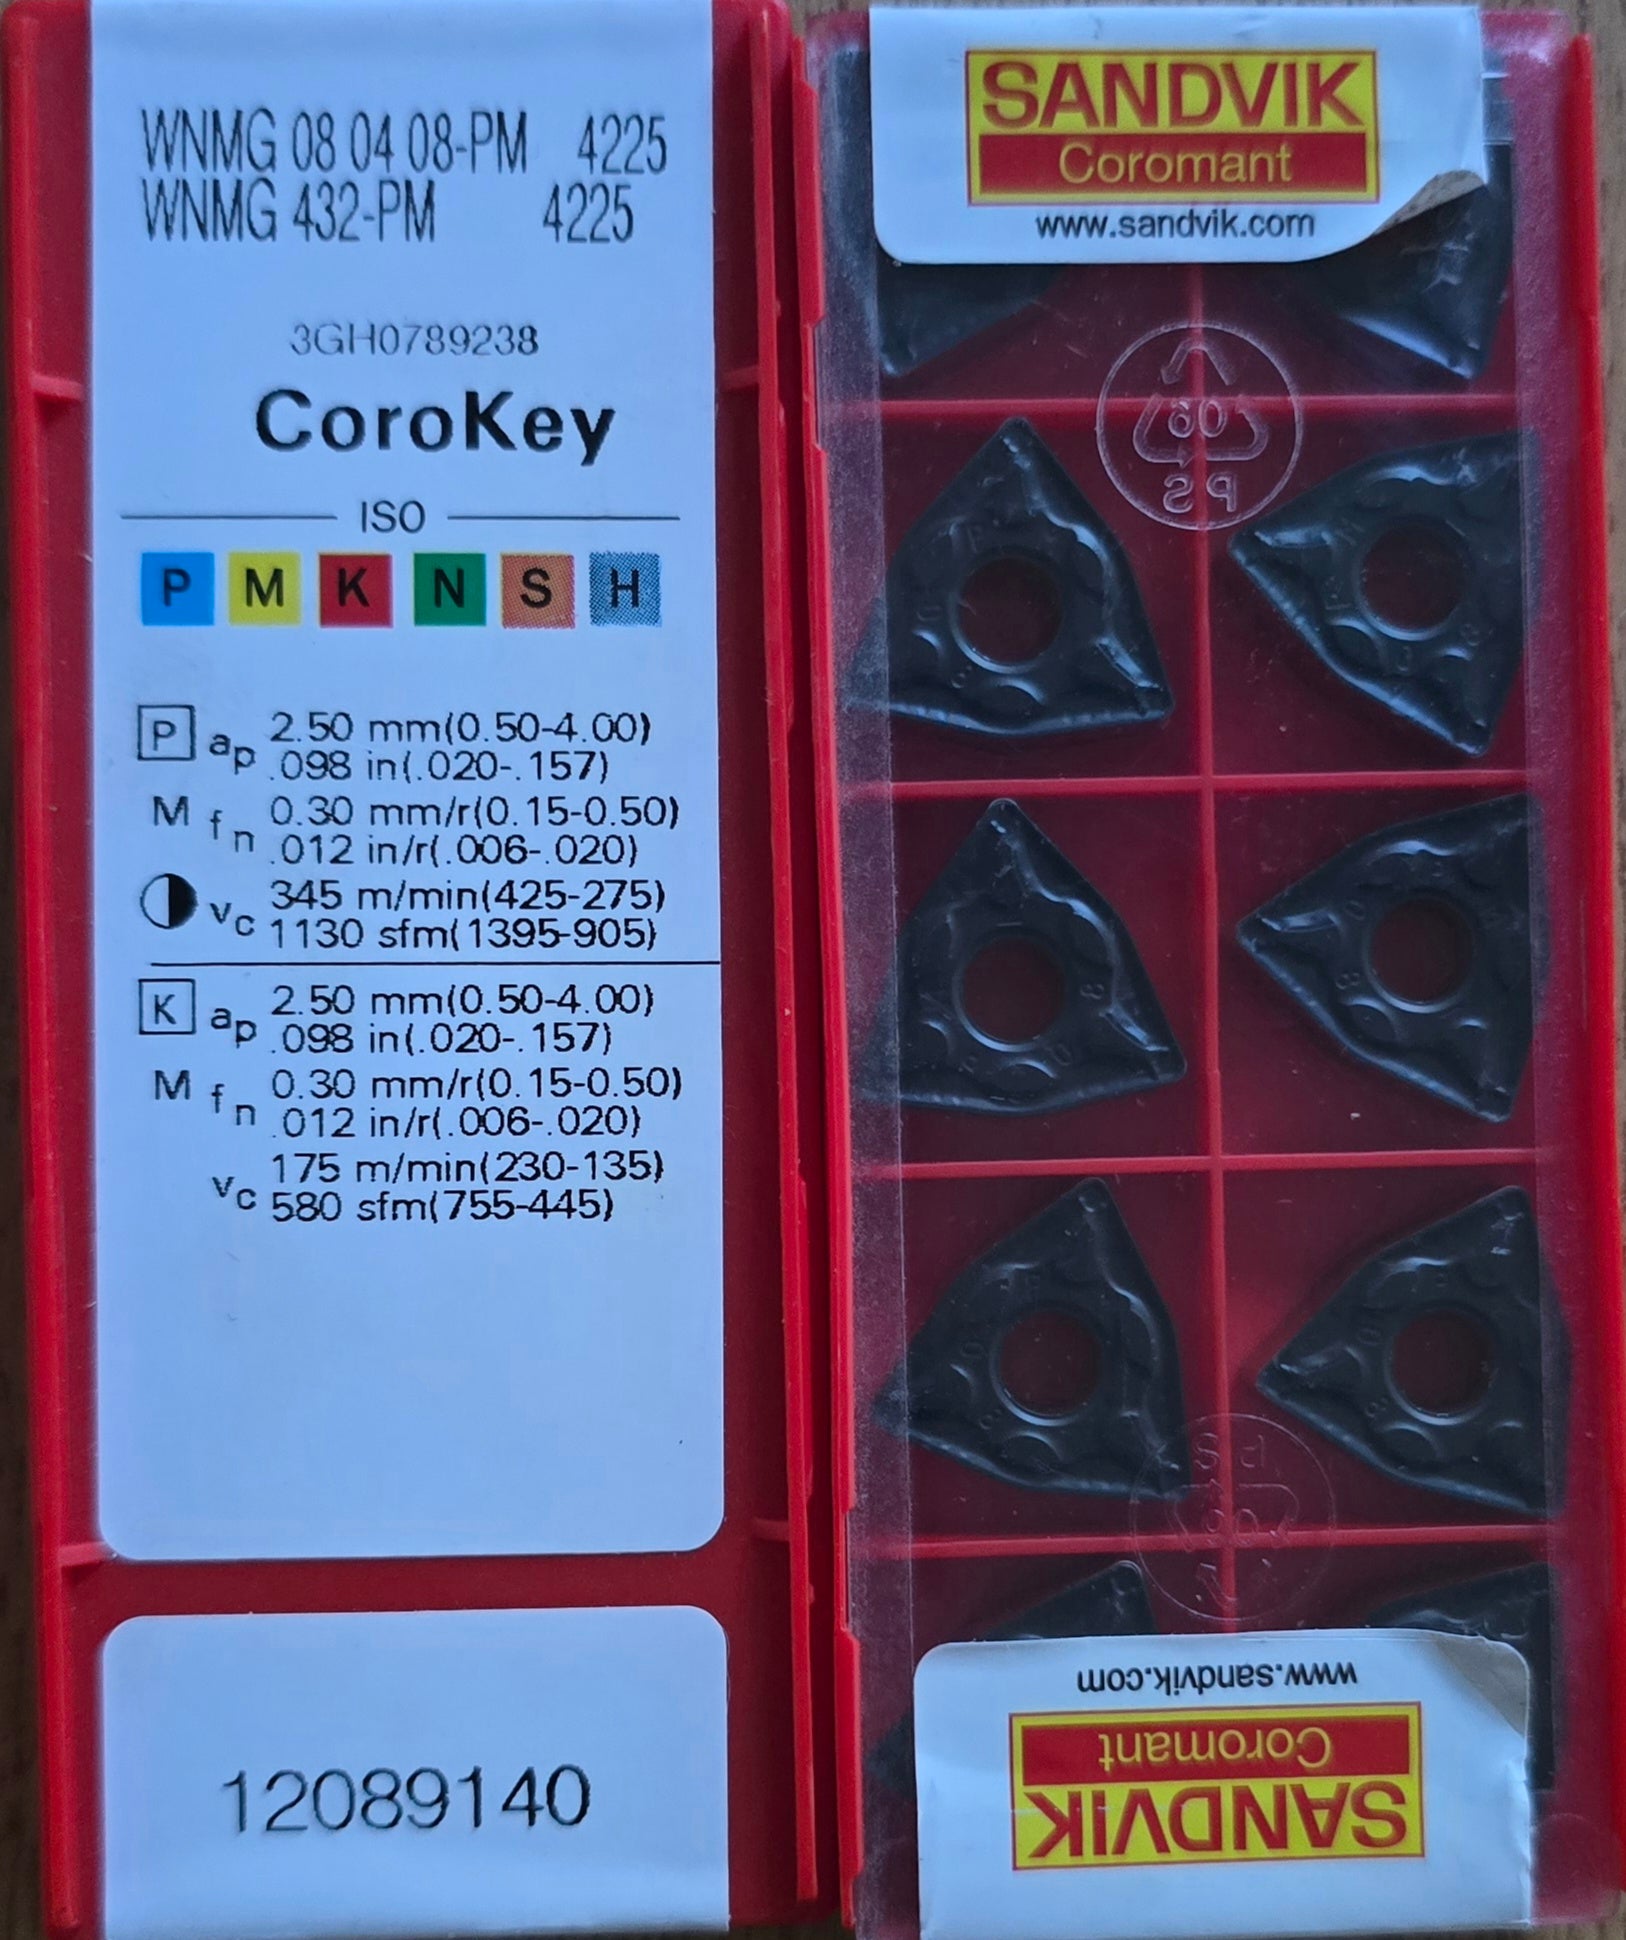 WNMG 08 04 08-PM 4225
WNMG 432-PM 4225
3GH0789238
CoroKey
ISO
P M K N S H
P ap 2.50 mm(0.50-4.00)
.098 in(.020-.157)
M fn 0.30 mm/r(0.15-0.50)
.012 in/r(.006-.020)
vc 345 m/min(425-275)
1130 sfm(1395-905)
K ap 2.50 mm(0.50-4.00)
.098 in(.020-.157)
M fn 0.30 mm/r(0.15-0.50)
.012 in/r(.006-.020)
vc 175 m/min(230-135)
580 sfm(755-445)
12089140
SANDVIK
Coromant
www.sandvik.com
06
PS
PS
06
www.sandvik.com
Coromant
SANDVIK